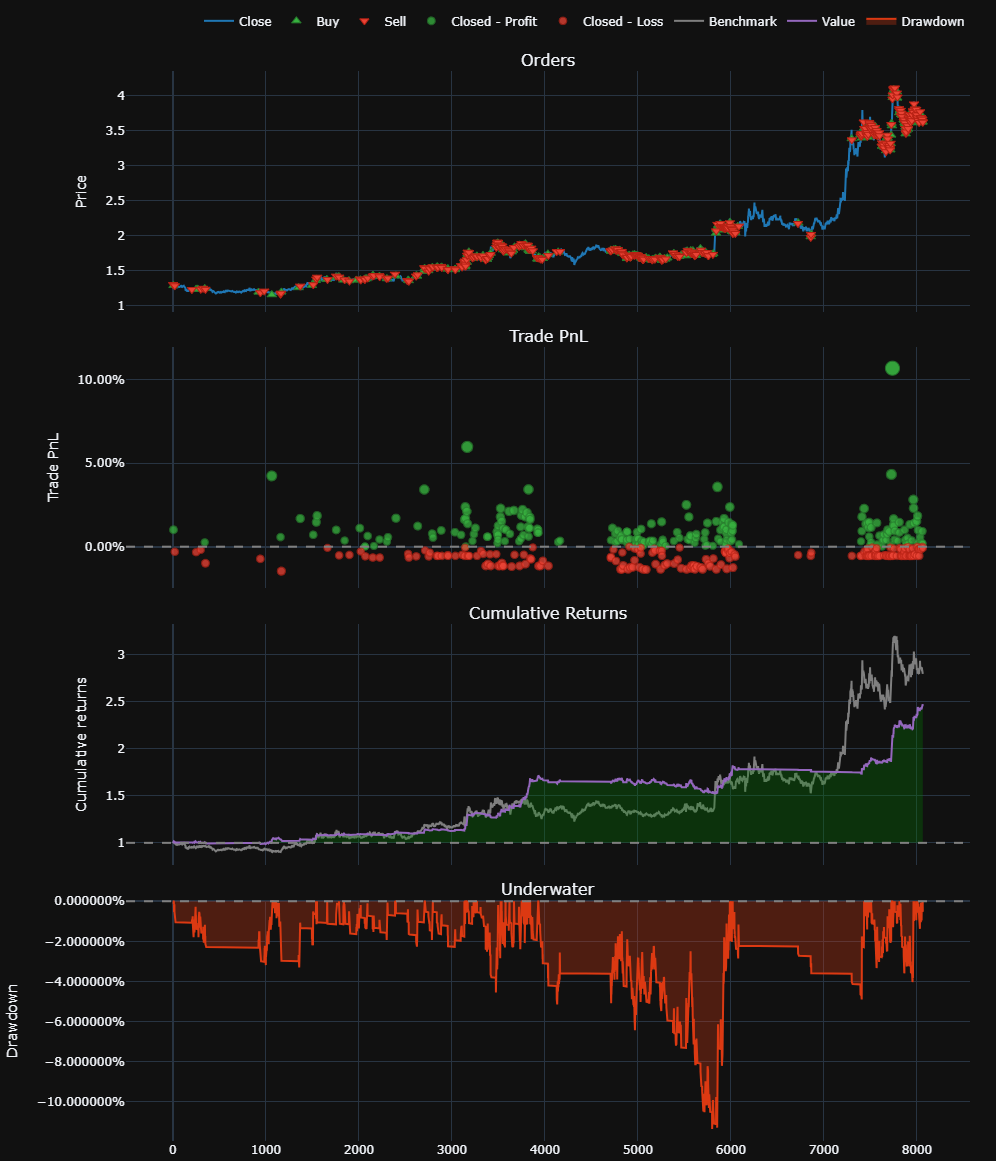 Close Buy Sell Closed - Profit Closed - Loss Benchmark Value Drawdown
Orders
4
3.5
3
2.5
2
1.5
1
Price
Trade PnL
10.00%
5.00%
0.00%
Trade PnL
Cumulative Returns
3
2.5
2
1.5
1
Cumulative returns
Underwater
0.000000%
−2.000000%
−4.000000%
−6.000000%
−8.000000%
−10.000000%
Drawdown
0 1000 2000 3000 4000 5000 6000 7000 8000